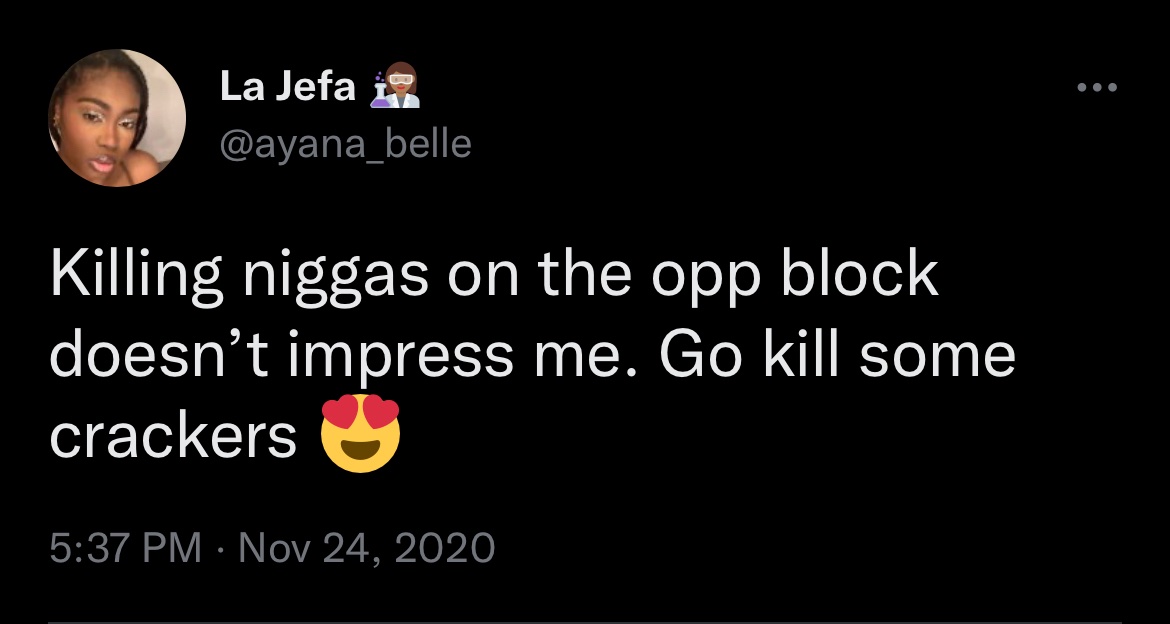 La Jefa 👩🏾‍🔬
@ayana_belle
Killing niggas on the opp block
doesn’t impress me. Go kill some
crackers 😍
5:37 PM · Nov 24, 2020